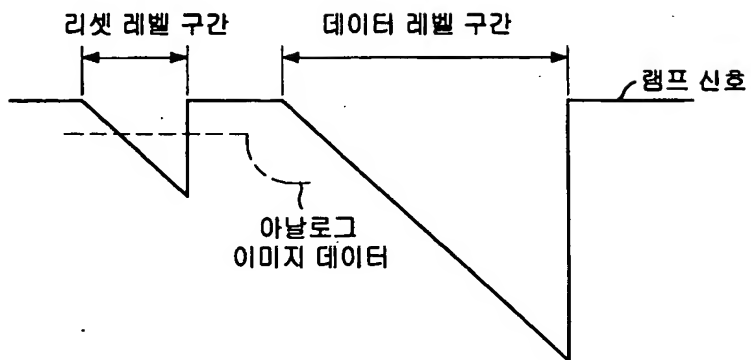 리셋 레벨 구간
데이터 레벨 구간
램프 신호
아날로그
이미지 데이터